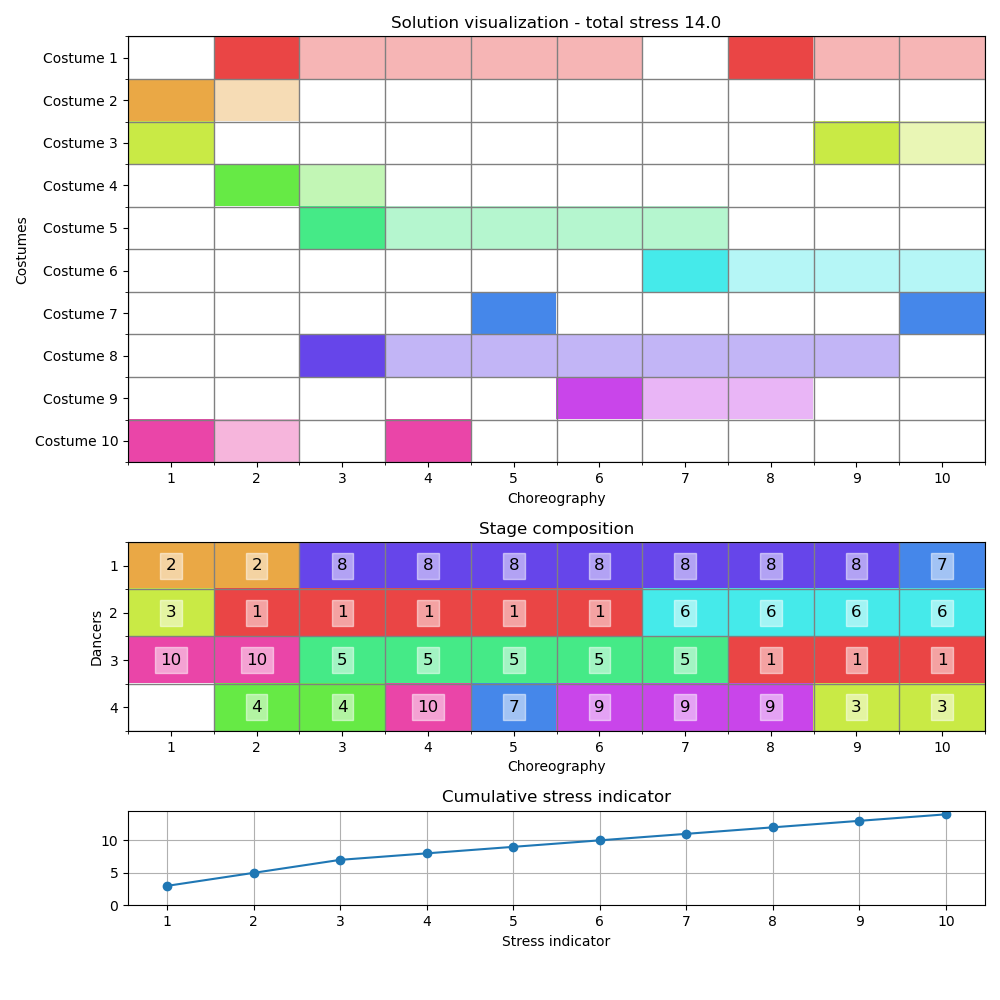 Solution visualization - total stress 14.0
Costumes
Costume 1
Costume 2
Costume 3
Costume 4
Costume 5
Costume 6
Costume 7
Costume 8
Costume 9
Costume 10
1 2 3 4 5 6 7 8 9 10
Choreography
Stage composition
Dancers
1 2 2 8 8 8 8 8 8 8 7
2 3 1 1 1 1 1 6 6 6 6
3 10 10 5 5 5 5 5 1 1 1
4 4 4 10 7 9 9 9 3 3
1 2 3 4 5 6 7 8 9 10
Choreography
Cumulative stress indicator
10
5
0
1 2 3 4 5 6 7 8 9 10
Stress indicator